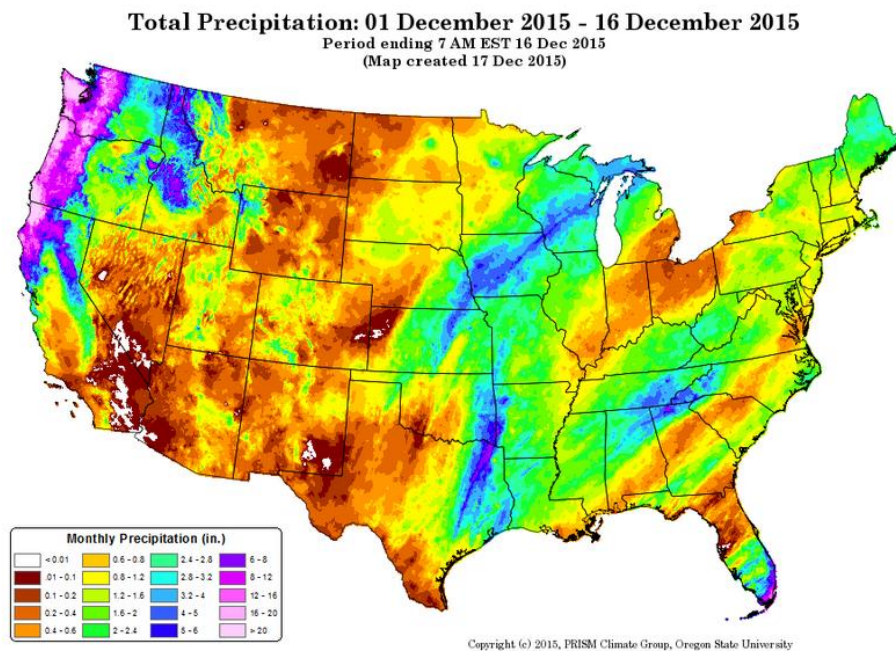 Total Precipitation: 01 December 2015 - 16 December 2015
Period ending 7 AM EST 16 Dec 2015
(Map created 17 Dec 2015)
Monthly Precipitation (in.)
< 0.01
0.6 - 0.8
2.4 - 2.8
6 - 8
.01 - 0.1
0.8 - 1.2
2.8 - 3.2
8 - 12
0.1 - 0.2
1.2 - 1.6
3.2 - 4
12 - 16
0.2 - 0.4
1.6 - 2
4 - 5
16 - 20
0.4 - 0.6
2 - 2.4
5 - 6
> 20
Copyright (c) 2015, PRISM Climate Group, Oregon State University